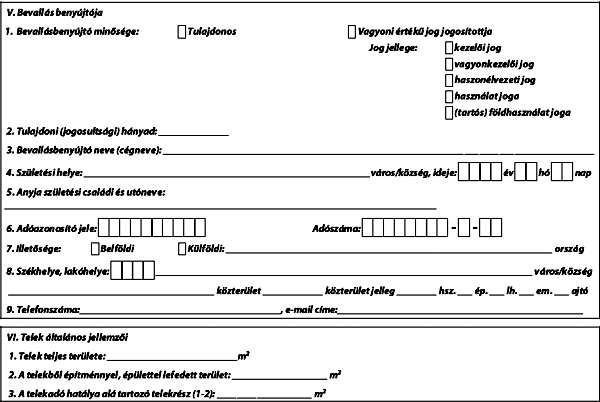 V. Bevallás benyújtója
1. Bevallásbenyújtó minősége: Tulajdonos Vagyoni értékű jog jogosítottja
Jog jellege: kezelői jog
vagyonkezelői jog
haszonélvezeti jog
használat joga
(tartós) földhasználat joga
2. Tulajdoni (jogosultsági) hányad:
3. Bevallásbenyújtó neve (cégneve):
4. Születési helye: város/község, ideje: év hó nap
5. Anyja születési családi és utóneve:
6. Adóazonosító jele: Adószáma: - -
7. Illetősége: Belföldi Külföldi: ország
8. Székhelye, lakóhelye: város/község
közterület közterület jelleg hsz. ép. lh. em. ajtó
9. Telefonszáma: , e-mail címe:
VI. Telek általános jellemzői
1. Telek teljes területe: m²
2. A telekből építménnyel, épülettel lefedett terület: m²
3. A telekadó hatálya alá tartozó telekrész (1-2): m²